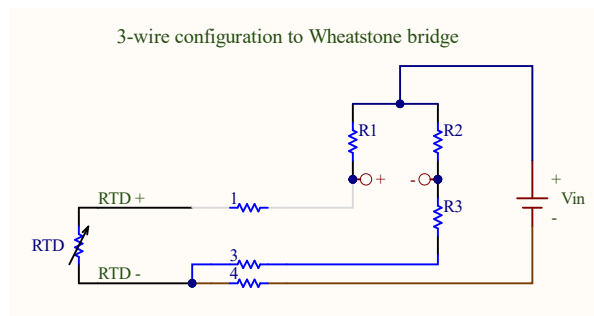 3-wire configuration to Wheatstone bridge
R1
R2
+
-
+
Vin
-
RTD +
1
R3
RTD
3
RTD -
4